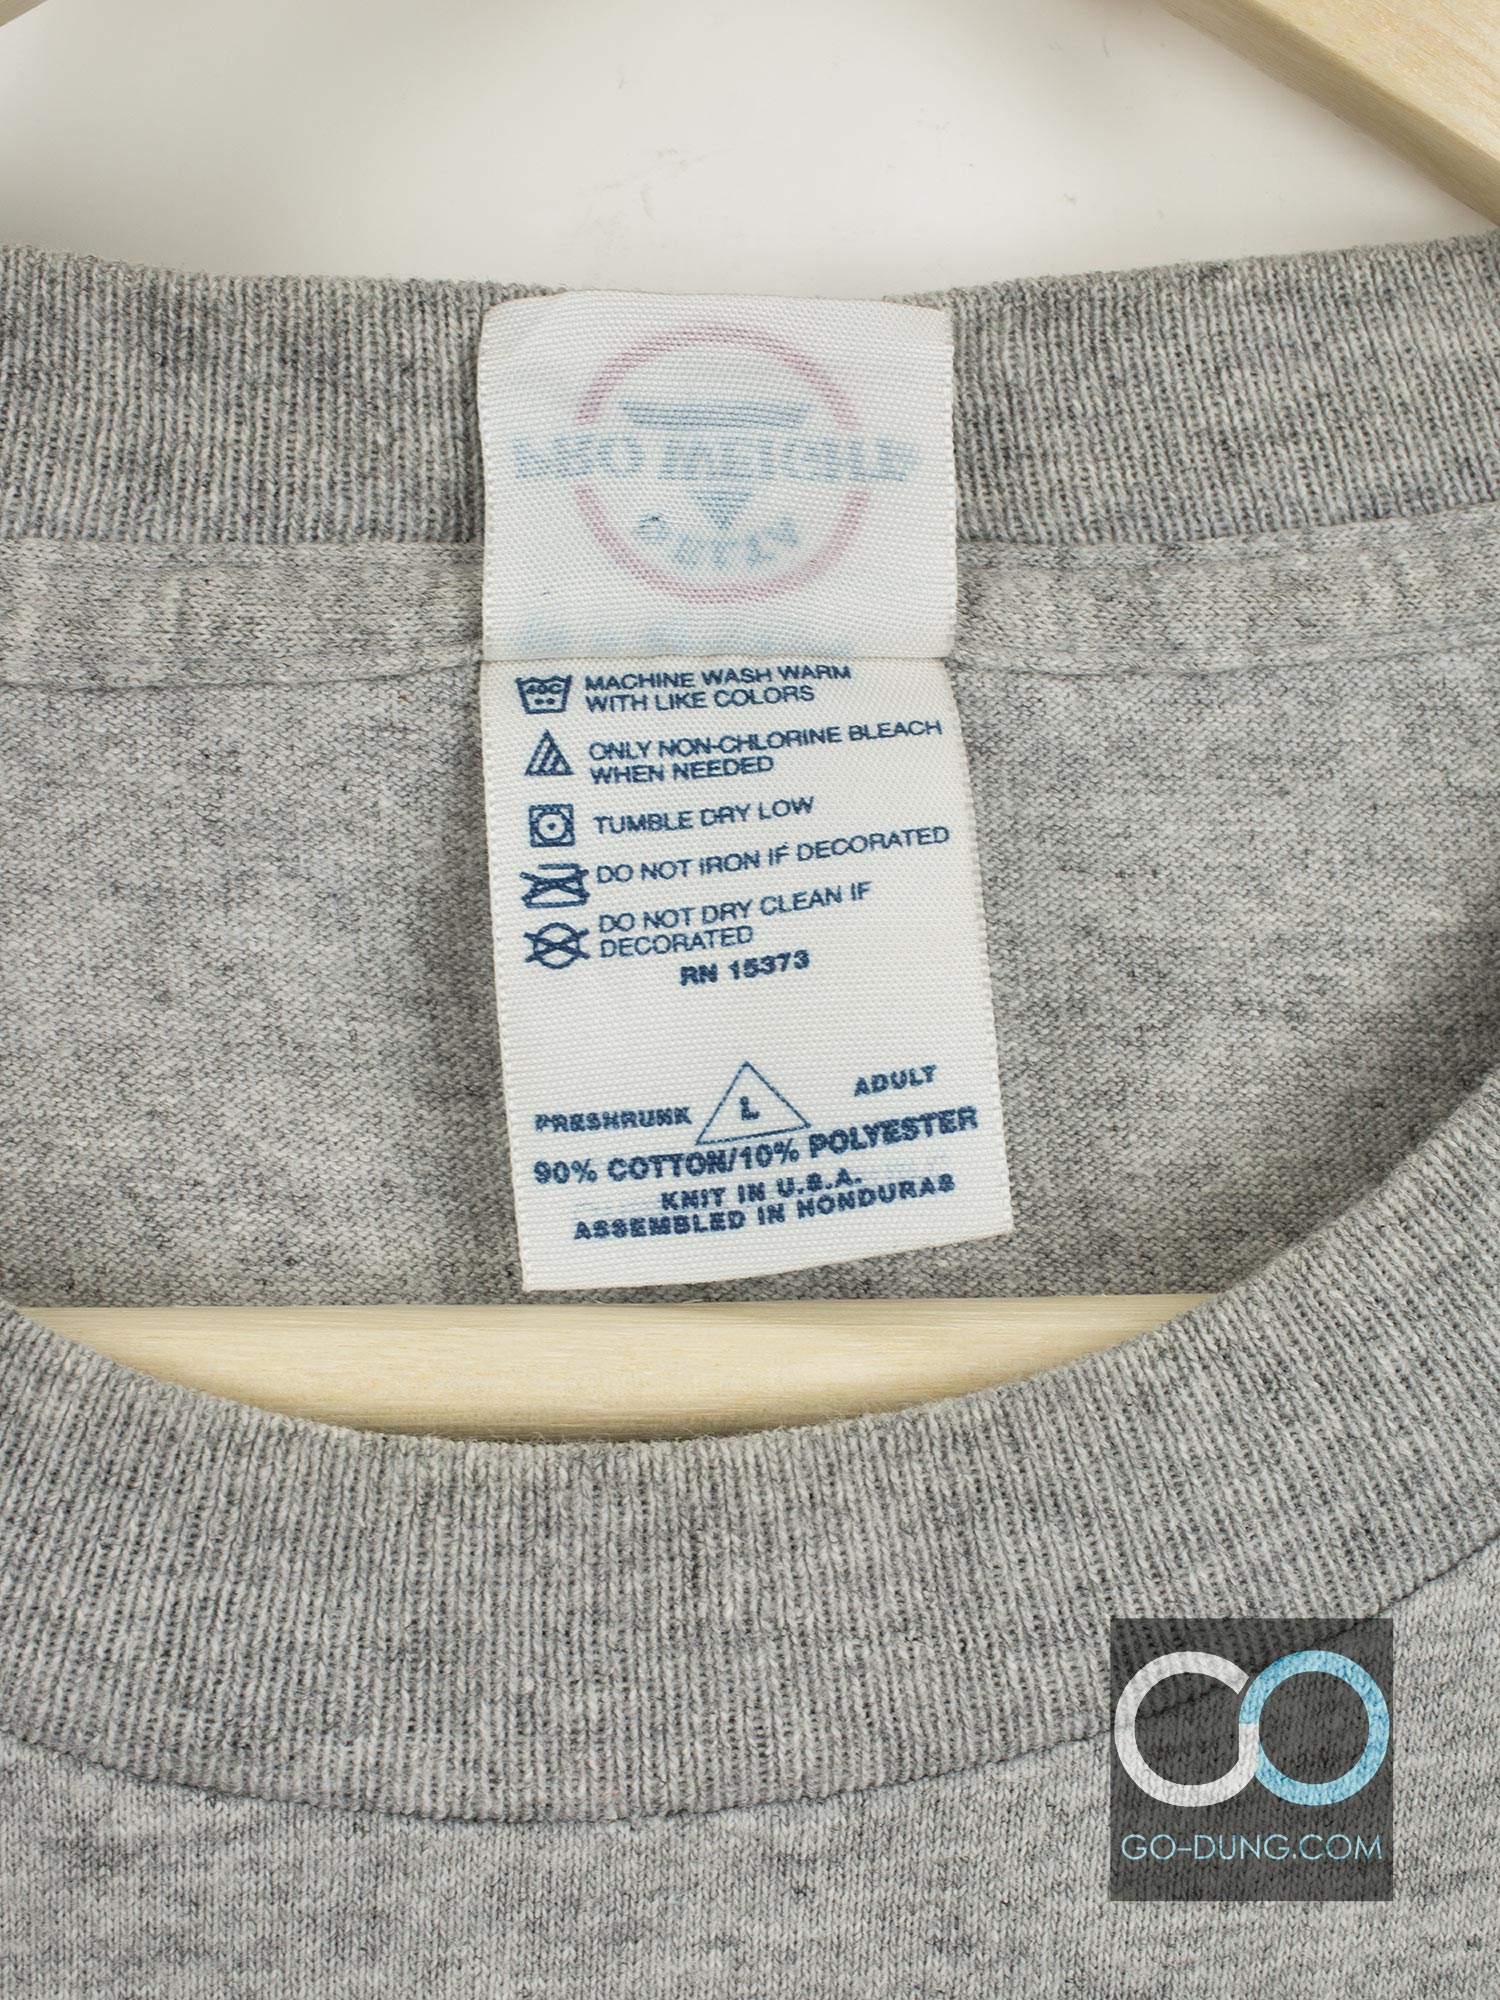 40C
MACHINE WASH WARM
WITH LIKE COLORS
ONLY NON-CHLORINE BLEACH
WHEN NEEDED
TUMBLE DRY LOW
DO NOT IRON IF DECORATED
DO NOT DRY CLEAN IF
DECORATED
RN 15373
PRESHRUNK L ADULT
90% COTTON/10% POLYESTER
KNIT IN U.S.A.
ASSEMBLED IN HONDURAS
GO-DUNG.COM